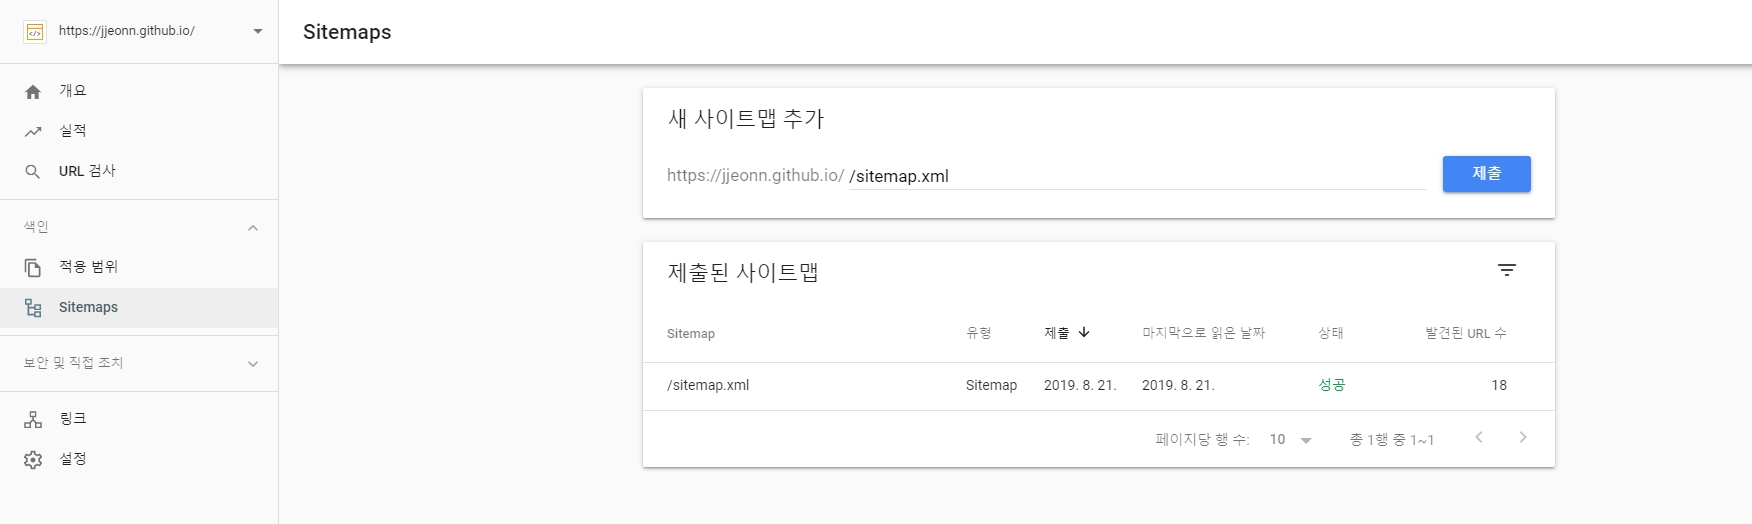 https://jjeonn.github.io/
개요
실적
URL 검사
색인
적용 범위
Sitemaps
보안 및 직접 조치
링크
설정
Sitemaps
새 사이트맵 추가
https://jjeonn.github.io/ /sitemap.xml
제출
제출된 사이트맵
Sitemap 유형 제출 마지막으로 읽은 날짜 상태 발견된 URL 수
/sitemap.xml Sitemap 2019. 8. 21. 2019. 8. 21. 성공 18
페이지당 행 수: 10 총 1행 중 1~1